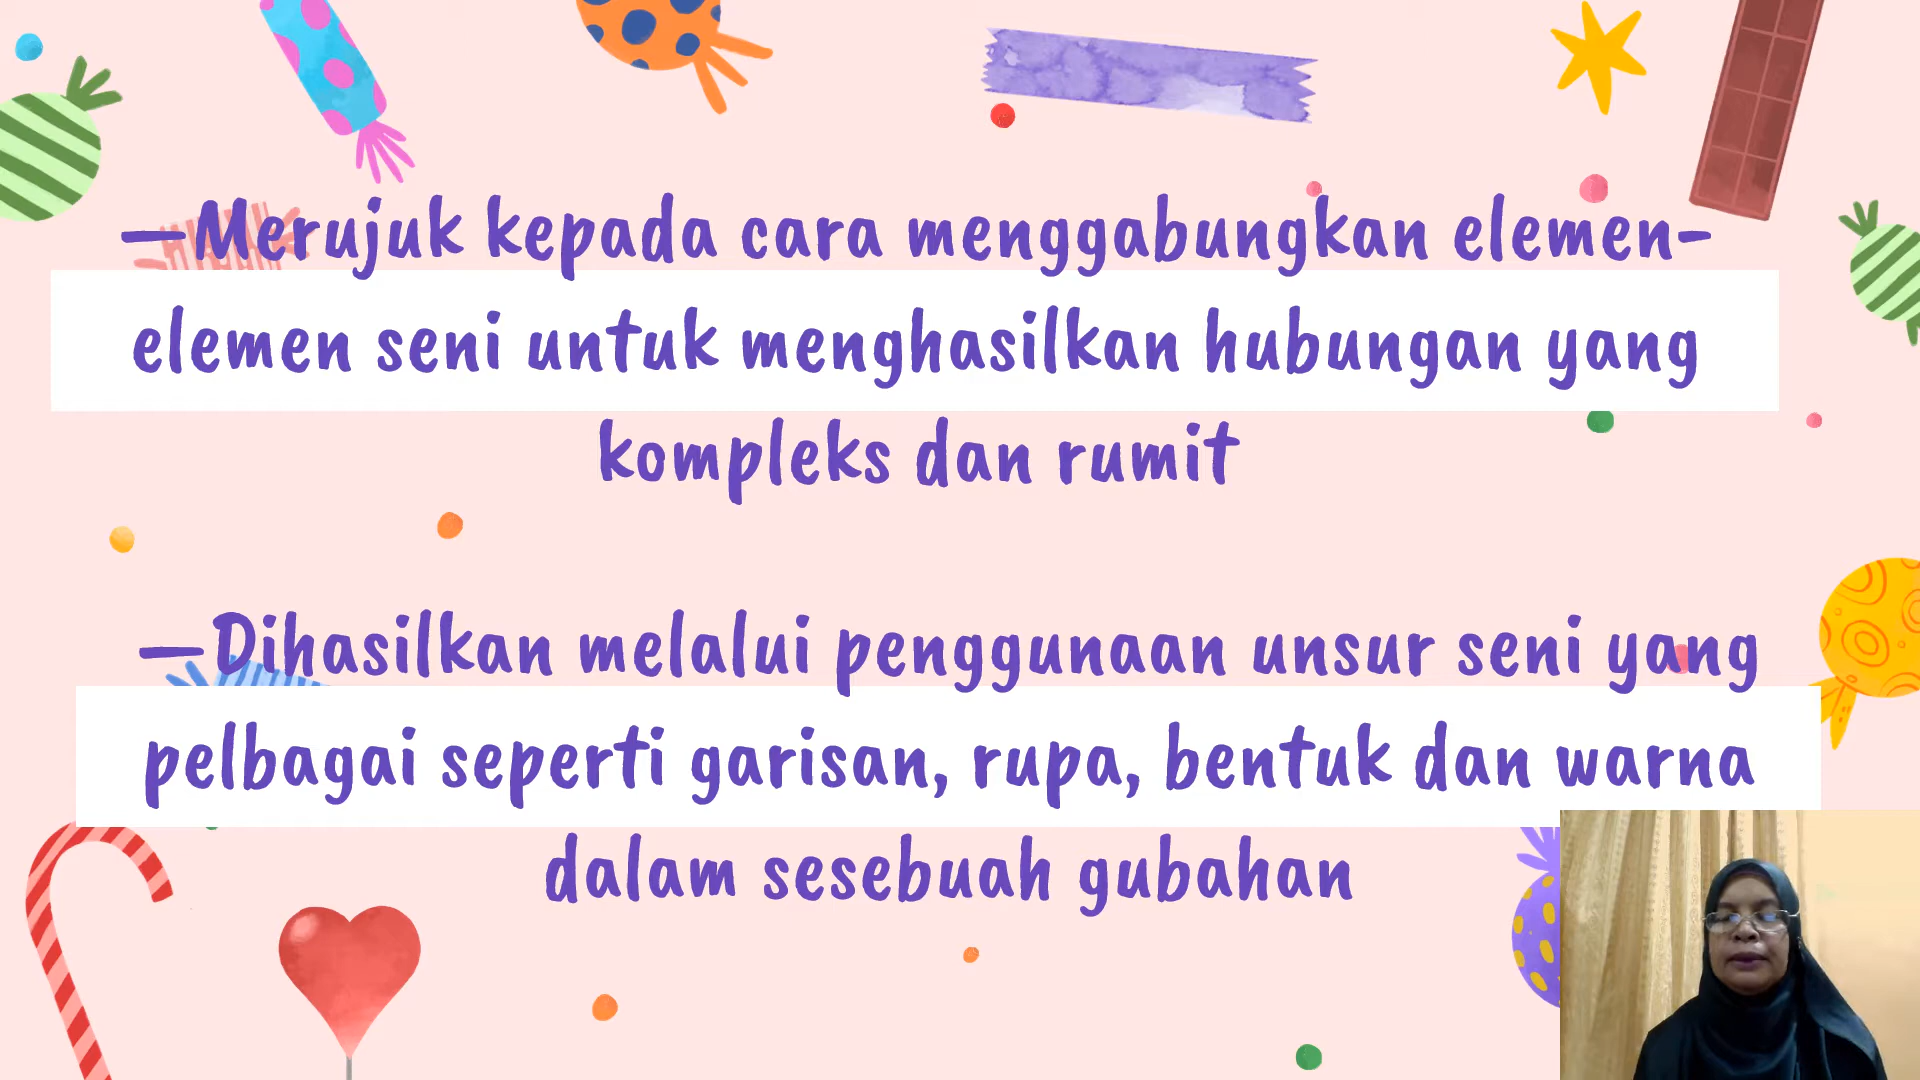 —Merujuk kepada cara menggabungkan elemen-
elemen seni untuk menghasilkan hubungan yang
kompleks dan rumit
—Dihasilkan melalui penggunaan unsur seni yang
pelbagai seperti garisan, rupa, bentuk dan warna
dalam sesebuah gubahan